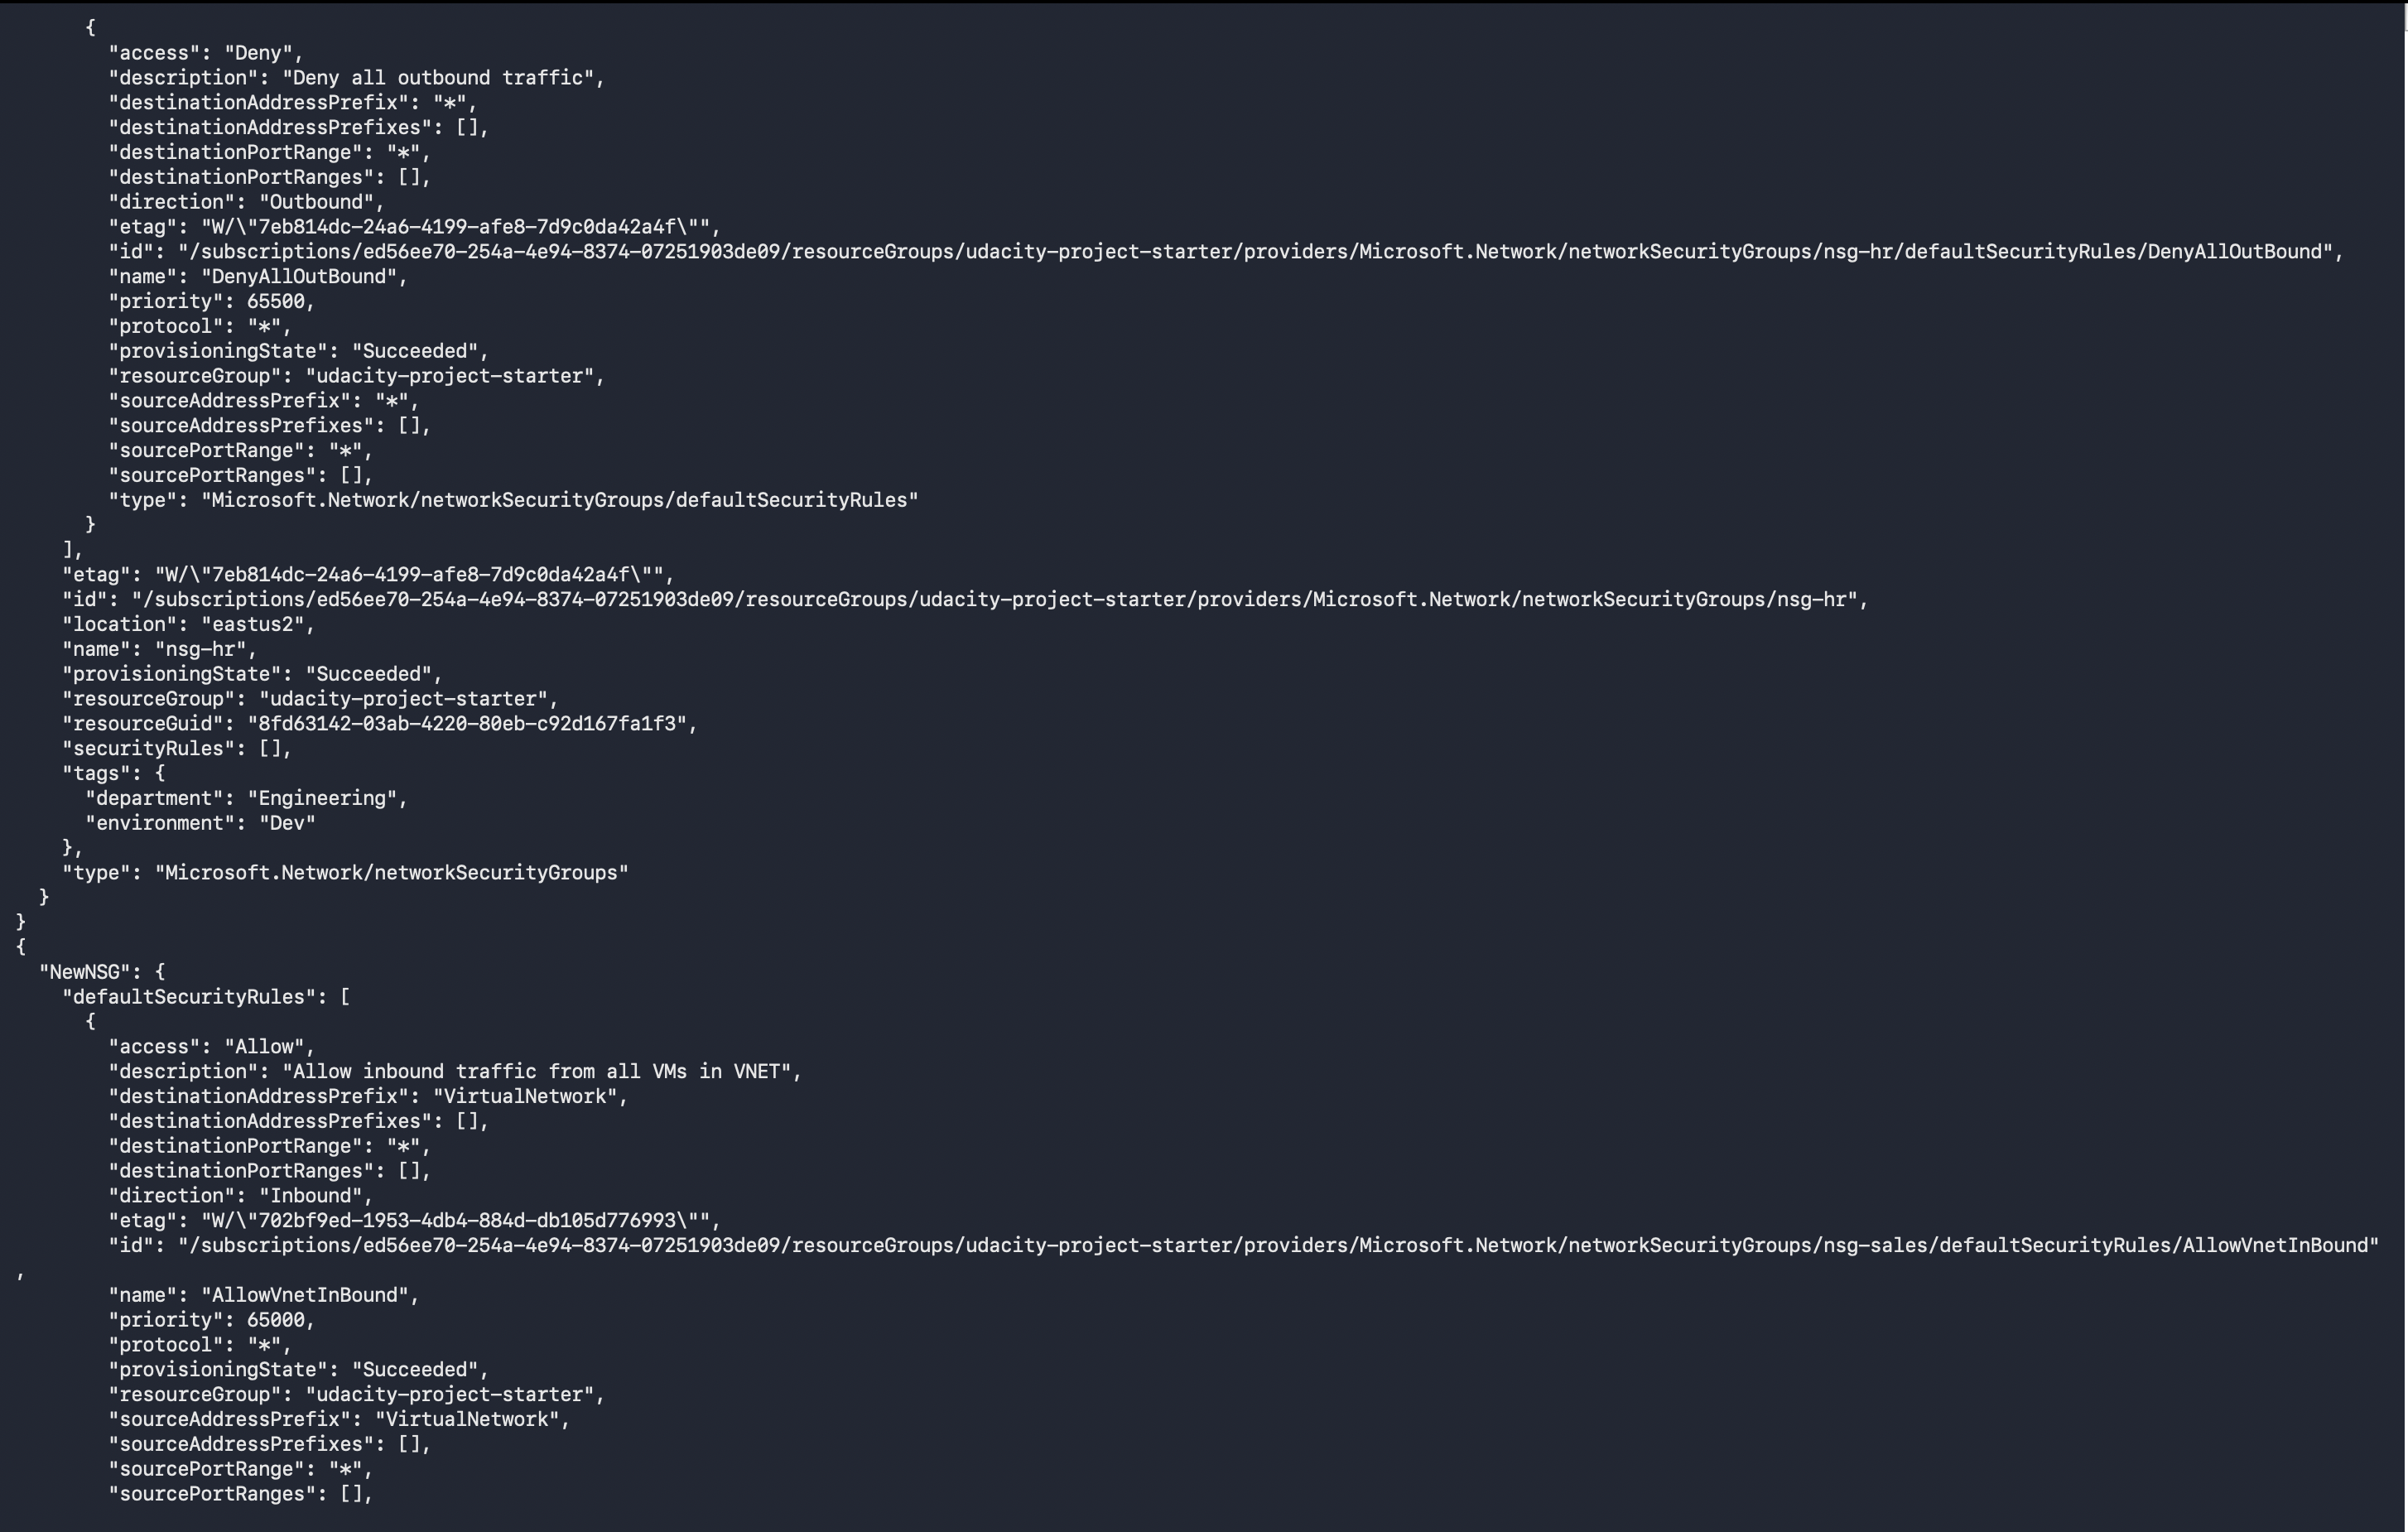 {
        "access": "Deny",
        "description": "Deny all outbound traffic",
        "destinationAddressPrefix": "*",
        "destinationAddressPrefixes": [],
        "destinationPortRange": "*",
        "destinationPortRanges": [],
        "direction": "Outbound",
        "etag": "W/\"7eb814dc-24a6-4199-afe8-7d9c0da42a4f\"",
        "id": "/subscriptions/ed56ee70-254a-4e94-8374-07251903de09/resourceGroups/udacity-project-starter/providers/Microsoft.Network/networkSecurityGroups/nsg-hr/defaultSecurityRules/DenyAllOutBound",
        "name": "DenyAllOutBound",
        "priority": 65500,
        "protocol": "*",
        "provisioningState": "Succeeded",
        "resourceGroup": "udacity-project-starter",
        "sourceAddressPrefix": "*",
        "sourceAddressPrefixes": [],
        "sourcePortRange": "*",
        "sourcePortRanges": [],
        "type": "Microsoft.Network/networkSecurityGroups/defaultSecurityRules"
      }
    ],
    "etag": "W/\"7eb814dc-24a6-4199-afe8-7d9c0da42a4f\"",
    "id": "/subscriptions/ed56ee70-254a-4e94-8374-07251903de09/resourceGroups/udacity-project-starter/providers/Microsoft.Network/networkSecurityGroups/nsg-hr",
    "location": "eastus2",
    "name": "nsg-hr",
    "provisioningState": "Succeeded",
    "resourceGroup": "udacity-project-starter",
    "resourceGuid": "8fd63142-03ab-4220-80eb-c92d167fa1f3",
    "securityRules": [],
    "tags": {
      "department": "Engineering",
      "environment": "Dev"
    },
    "type": "Microsoft.Network/networkSecurityGroups"
  }
}
{
  "NewNSG": {
    "defaultSecurityRules": [
      {
        "access": "Allow",
        "description": "Allow inbound traffic from all VMs in VNET",
        "destinationAddressPrefix": "VirtualNetwork",
        "destinationAddressPrefixes": [],
        "destinationPortRange": "*",
        "destinationPortRanges": [],
        "direction": "Inbound",
        "etag": "W/\"702bf9ed-1953-4db4-884d-db105d776993\"",
        "id": "/subscriptions/ed56ee70-254a-4e94-8374-07251903de09/resourceGroups/udacity-project-starter/providers/Microsoft.Network/networkSecurityGroups/nsg-sales/defaultSecurityRules/AllowVnetInBound"
,
        "name": "AllowVnetInBound",
        "priority": 65000,
        "protocol": "*",
        "provisioningState": "Succeeded",
        "resourceGroup": "udacity-project-starter",
        "sourceAddressPrefix": "VirtualNetwork",
        "sourceAddressPrefixes": [],
        "sourcePortRange": "*",
        "sourcePortRanges": [],